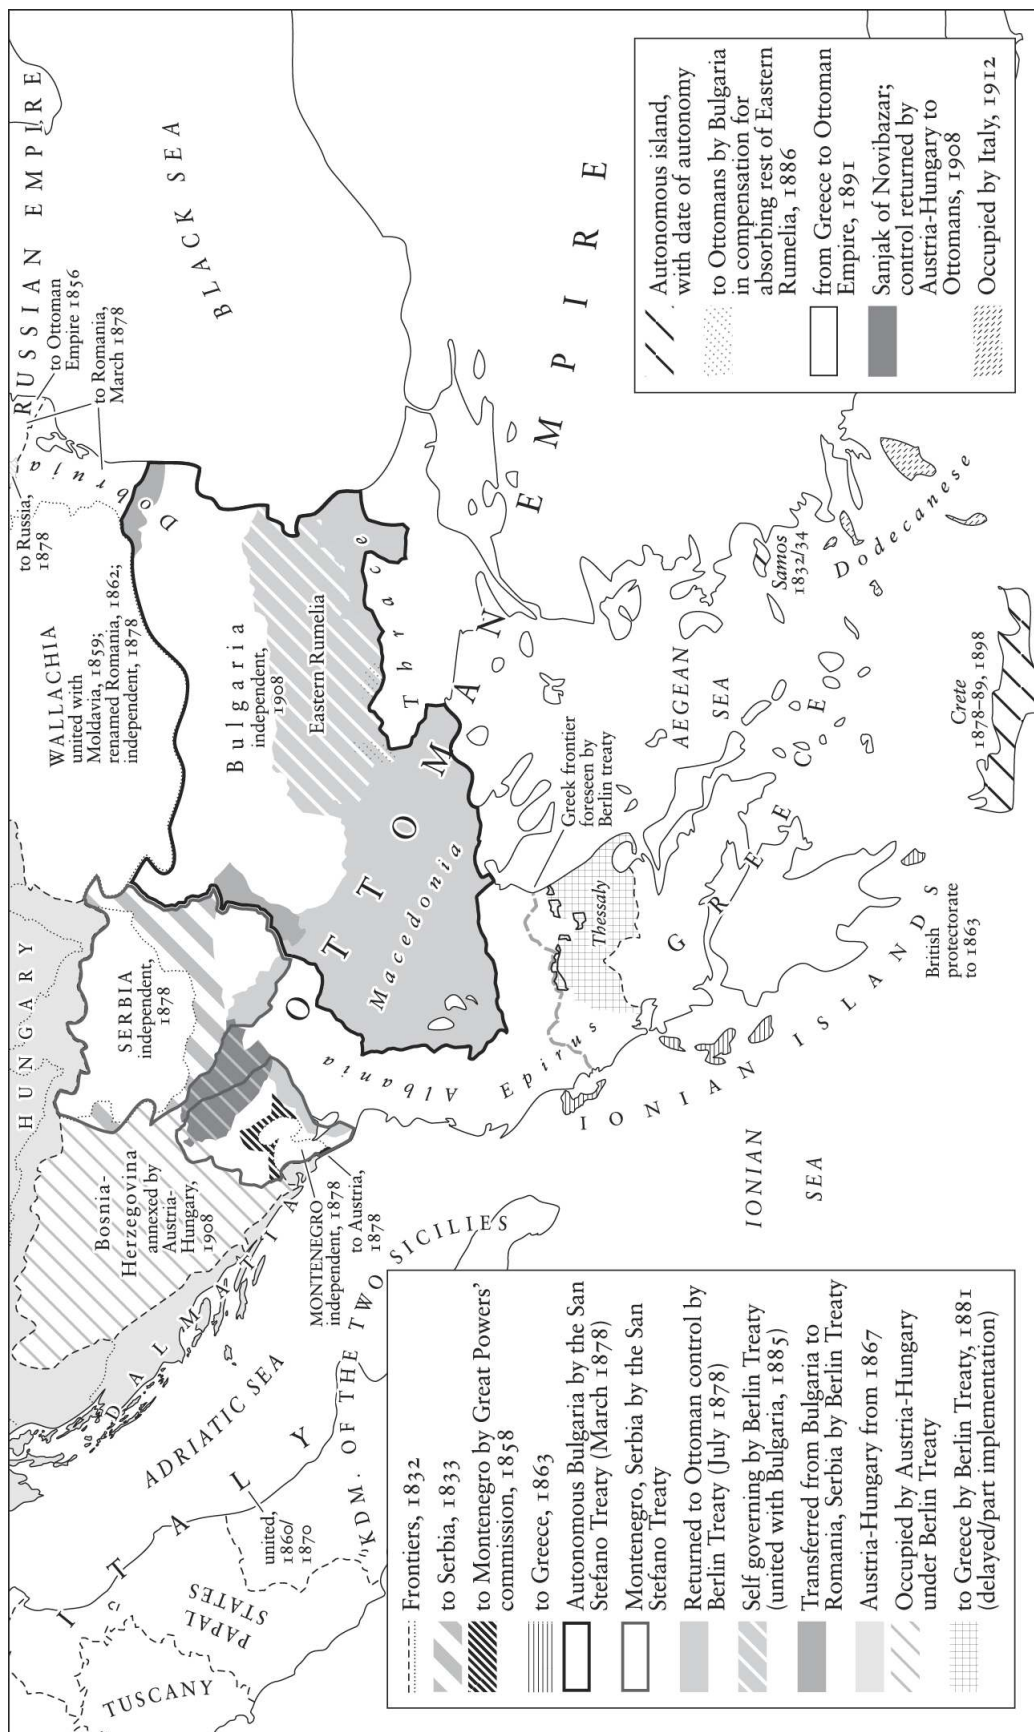 HUNGARY
RUSSIAN EMPIRE
to Russia,
1878
to Ottoman
Empire 1856
to Romania,
March 1878
Dobruja
WALLACHIA
united with
Moldavia, 1859;
renamed Romania, 1862;
independent, 1878
BLACK SEA
Bosnia-
Herzegovina
annexed by
Austria-
Hungary,
1908
SERBIA
independent,
1878
Bulgaria
independent,
1908
Eastern Rumelia
DALMATIA
ADRIATIC SEA
ITALY
united,
1860/
1870
TUSCANY
PAPAL
STATES
KDM. OF THE TWO SICILIES
MONTENEGRO
independent, 1878
to Austria,
1878
OTTOMAN
EMPIRE
Macedonia
Thrace
Albania
Epirus
Thessaly
Greek frontier
foreseen by
Berlin treaty
GREECE
AEGEAN
SEA
Samos
1832/34
Dodecanese
Crete
1878–89, 1898
IONIAN ISLANDS
British
protectorate
to 1863
IONIAN
SEA
Frontiers, 1832
to Serbia, 1833
to Montenegro by Great Powers'
commission, 1858
to Greece, 1863
Autonomous Bulgaria by the San
Stefano Treaty (March 1878)
Montenegro, Serbia by the San
Stefano Treaty
Returned to Ottoman control by
Berlin Treaty (July 1878)
Self governing by Berlin Treaty
(united with Bulgaria, 1885)
Transferred from Bulgaria to
Romania, Serbia by Berlin Treaty
Austria-Hungary from 1867
Occupied by Austria-Hungary
under Berlin Treaty
to Greece by Berlin Treaty, 1881
(delayed/part implementation)
Autonomous island,
with date of autonomy
to Ottomans by Bulgaria
in compensation for
absorbing rest of Eastern
Rumelia, 1886
from Greece to Ottoman
Empire, 1891
Sanjak of Novibazar;
control returned by
Austria-Hungary to
Ottomans, 1908
Occupied by Italy, 1912